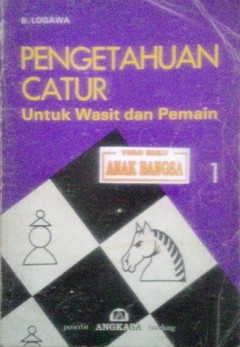 B. LOGAWA
PENGETAHUAN
CATUR
Untuk Wasit dan Pemain
TOKO BUKU
ANAK BANGSA
1
penerbit ANGKASA bandung